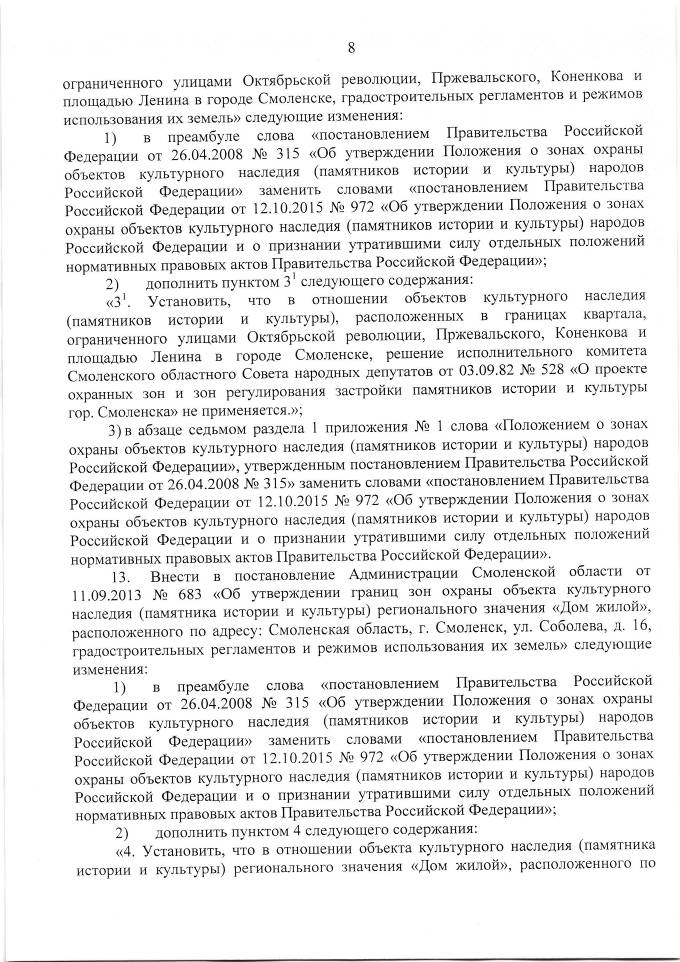 8
ограниченного улицами Октябрьской революции, Пржевальского, Коненкова и
площадью Ленина в городе Смоленске, градостроительных регламентов и режимов
использования их земель» следующие изменения:
1) в преамбуле слова «постановлением Правительства Российской
Федерации от 26.04.2008 № 315 «Об утверждении Положения о зонах охраны
объектов культурного наследия (памятников истории и культуры) народов
Российской Федерации» заменить словами «постановлением Правительства
Российской Федерации от 12.10.2015 № 972 «Об утверждении Положения о зонах
охраны объектов культурного наследия (памятников истории и культуры) народов
Российской Федерации и о признании утратившими силу отдельных положений
нормативных правовых актов Правительства Российской Федерации»;
2) дополнить пунктом 3¹ следующего содержания:
«3¹. Установить, что в отношении объектов культурного наследия
(памятников истории и культуры), расположенных в границах квартала,
ограниченного улицами Октябрьской революции, Пржевальского, Коненкова и
площадью Ленина в городе Смоленске, решение исполнительного комитета
Смоленского областного Совета народных депутатов от 03.09.82 № 528 «О проекте
охранных зон и зон регулирования застройки памятников истории и культуры
гор. Смоленска» не применяется.»;
3) в абзаце седьмом раздела 1 приложения № 1 слова «Положением о зонах
охраны объектов культурного наследия (памятников истории и культуры) народов
Российской Федерации», утвержденным постановлением Правительства Российской
Федерации от 26.04.2008 № 315» заменить словами «постановлением Правительства
Российской Федерации от 12.10.2015 № 972 «Об утверждении Положения о зонах
охраны объектов культурного наследия (памятников истории и культуры) народов
Российской Федерации и о признании утратившими силу отдельных положений
нормативных правовых актов Правительства Российской Федерации».
13. Внести в постановление Администрации Смоленской области от
11.09.2013 № 683 «Об утверждении границ зон охраны объекта культурного
наследия (памятника истории и культуры) регионального значения «Дом жилой»,
расположенного по адресу: Смоленская область, г. Смоленск, ул. Соболева, д. 16,
градостроительных регламентов и режимов использования их земель» следующие
изменения:
1) в преамбуле слова «постановлением Правительства Российской
Федерации от 26.04.2008 № 315 «Об утверждении Положения о зонах охраны
объектов культурного наследия (памятников истории и культуры) народов
Российской Федерации» заменить словами «постановлением Правительства
Российской Федерации от 12.10.2015 № 972 «Об утверждении Положения о зонах
охраны объектов культурного наследия (памятников истории и культуры) народов
Российской Федерации и о признании утратившими силу отдельных положений
нормативных правовых актов Правительства Российской Федерации»;
2) дополнить пунктом 4 следующего содержания:
«4. Установить, что в отношении объекта культурного наследия (памятника
истории и культуры) регионального значения «Дом жилой», расположенного по